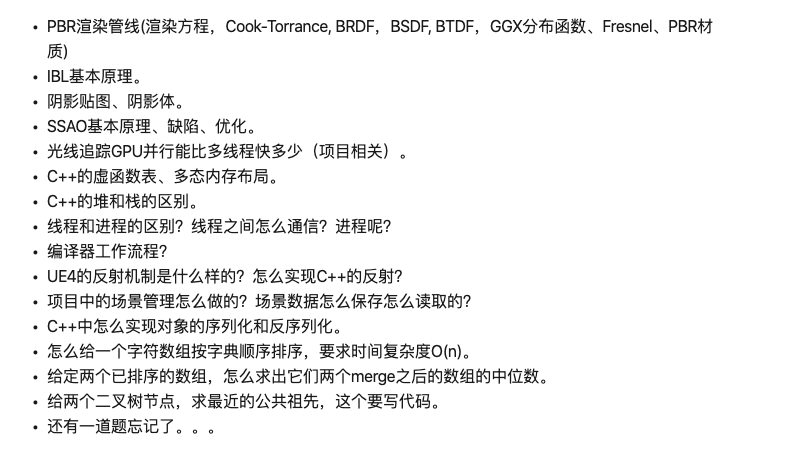 • PBR渲染管线(渲染方程，Cook-Torrance, BRDF，BSDF, BTDF，GGX分布函数、Fresnel、PBR材
质)
• IBL基本原理。
• 阴影贴图、阴影体。
• SSAO基本原理、缺陷、优化。
• 光线追踪GPU并行能比多线程快多少（项目相关）。
• C++的虚函数表、多态内存布局。
• C++的堆和栈的区别。
• 线程和进程的区别？线程之间怎么通信？进程呢？
• 编译器工作流程？
• UE4的反射机制是什么样的？怎么实现C++的反射？
• 项目中的场景管理怎么做的？场景数据怎么保存怎么读取的？
• C++中怎么实现对象的序列化和反序列化。
• 怎么给一个字符数组按字典顺序排序，要求时间复杂度O(n)。
• 给定两个已排序的数组，怎么求出它们两个merge之后的数组的中位数。
• 给两个二叉树节点，求最近的公共祖先，这个要写代码。
• 还有一道题忘记了。。。